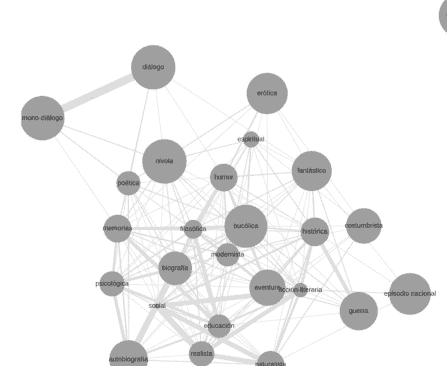 diálogo
erótica
mono-diálogo
espiritual
nivola
fantástico
humor
poética
memorias
filosófica
bucólica
histórica
costumbrista
modernista
biografía
psicológica
aventuras
ficción-literaria
episodio nacional
social
guerra
educación
realista
autobiografía
naturalista